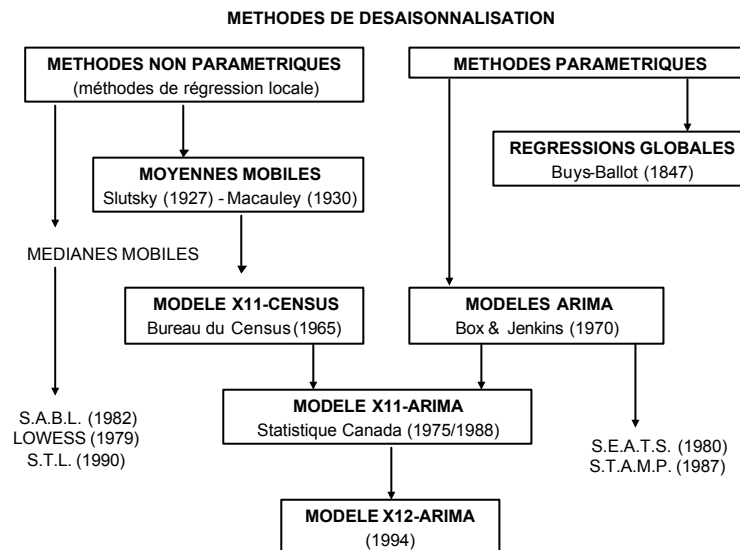 METHODES DE DESAISONNALISATION
METHODES NON PARAMETRIQUES
(méthodes de régression locale)
METHODES PARAMETRIQUES
REGRESSIONS GLOBALES
Buys-Ballot (1847)
MOYENNES MOBILES
Slutsky (1927) - Macauley (1930)
MEDIANES MOBILES
MODELE X11-CENSUS
Bureau du Census (1965)
MODELES ARIMA
Box & Jenkins (1970)
MODELE X11-ARIMA
Statistique Canada (1975/1988)
S.A.B.L. (1982)
LOWESS (1979)
S.T.L. (1990)
S.E.A.T.S. (1980)
S.T.A.M.P. (1987)
MODELE X12-ARIMA
(1994)